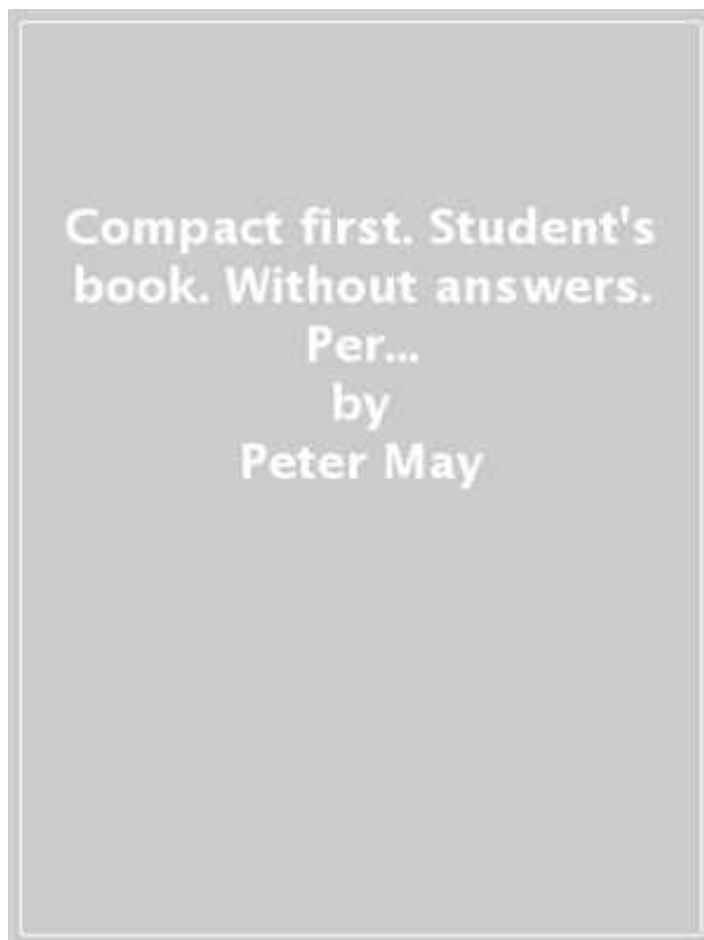 Compact first. Student's
book. Without answers.
Per...
by
Peter May